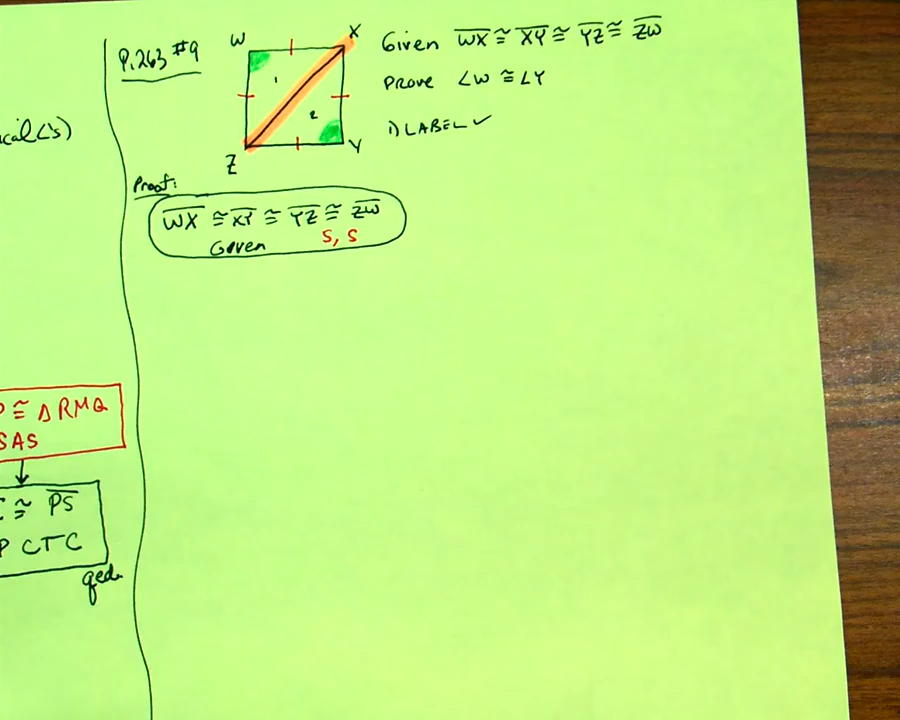 cal ∠'s)
≅ Δ RMQ
SAS
≅ PS
P CTC
qed.
P.263 #9
W
X
1
2
Z
Y
Given WX ≅ XY ≅ YZ ≅ ZW
Prove ∠W ≅ ∠Y
1) LABEL ✓
Proof:
WX ≅ XY ≅ YZ ≅ ZW
Given S, S